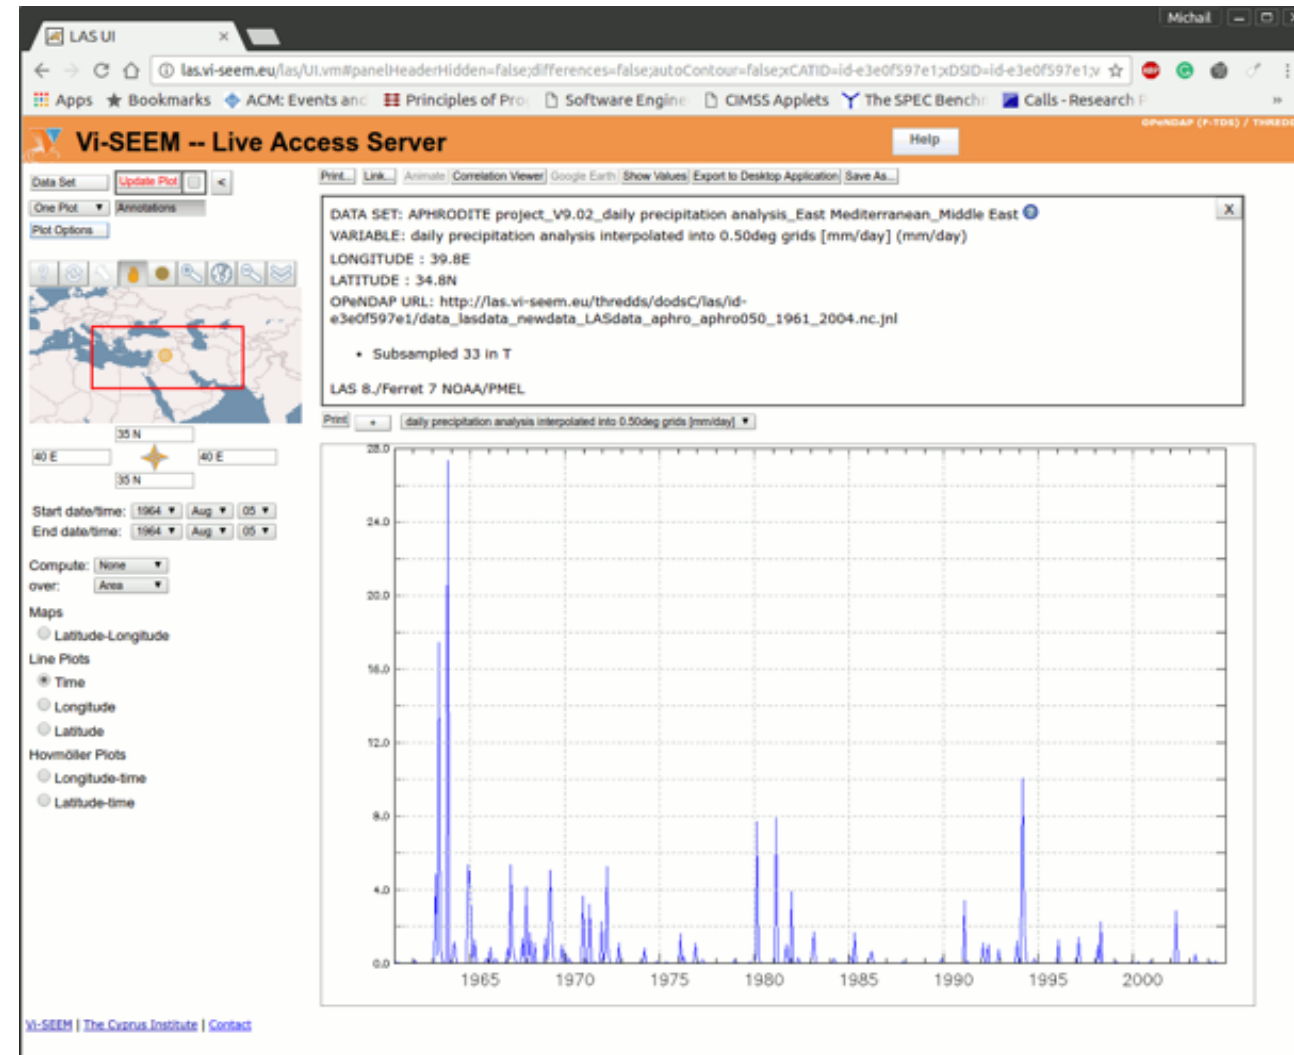 Michail
LAS UI
las.vi-seem.eu/las/UI.vm#panelHeaderHidden=false;differences=false;autoContour=false;xCATID=id-e3e0f597e1;xDSID=id-e3e0f597e1;v
Apps Bookmarks ACM: Events and Principles of Pro Software Engine CIMSS Applets The SPEC Bench Calls - Research P
OPeNDAP (F-TDS) / THREDD
Vi-SEEM -- Live Access Server
Help
Data Set Update Plot <
Print... Link... Animate Correlation Viewer Google Earth Show Values Export to Desktop Application Save As...
One Plot Annotations
Plot Options
DATA SET: APHRODITE project_V9.02_daily precipitation analysis_East Mediterranean_Middle East
X
VARIABLE: daily precipitation analysis interpolated into 0.50deg grids [mm/day] (mm/day)
LONGITUDE : 39.8E
LATITUDE : 34.8N
OPeNDAP URL: http://las.vi-seem.eu/thredds/dodsC/las/id-
e3e0f597e1/data_lasdata_newdata_LASdata_aphro_aphro050_1961_2004.nc.jnl
• Subsampled 33 in T
LAS 8./Ferret 7 NOAA/PMEL
Print + daily precipitation analysis interpolated into 0.50deg grids [mm/day]
35 N
40 E 40 E
35 N
Start date/time: 1964 Aug 05
End date/time: 1964 Aug 05
Compute: None
over: Area
Maps
Latitude-Longitude
Line Plots
Time
Longitude
Latitude
Hovmöller Plots
Longitude-time
Latitude-time
28.0
24.0
20.0
16.0
12.0
8.0
4.0
0.0
1965 1970 1975 1980 1985 1990 1995 2000
Vi-SEEM | The Cyprus Institute | Contact